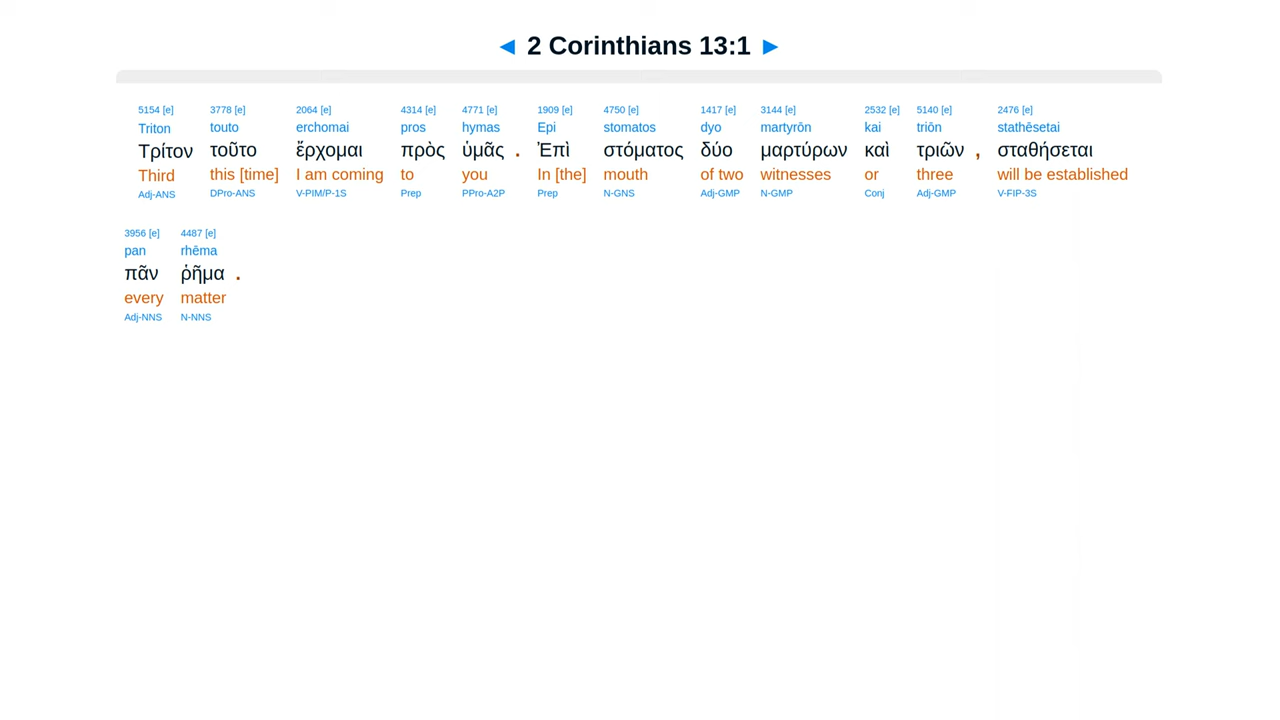 ◄ 2 Corinthians 13:1 ►
5154 [e] 3778 [e] 2064 [e] 4314 [e] 4771 [e] 1909 [e] 4750 [e] 1417 [e] 3144 [e] 2532 [e] 5140 [e] 2476 [e]
Triton touto erchomai pros hymas Epi stomatos dyo martyrōn kai triōn stathēsetai
Τρίτον τοῦτο ἔρχομαι πρὸς ὑμᾶς . Ἐπὶ στόματος δύο μαρτύρων καὶ τριῶν , σταθήσεται
Third this [time] I am coming to you In [the] mouth of two witnesses or three will be established
Adj-ANS DPro-ANS V-PIM/P-1S Prep PPro-A2P Prep N-GNS Adj-GMP N-GMP Conj Adj-GMP V-FIP-3S
3956 [e] 4487 [e]
pan rhēma
πᾶν ῥῆμα .
every matter
Adj-NNS N-NNS